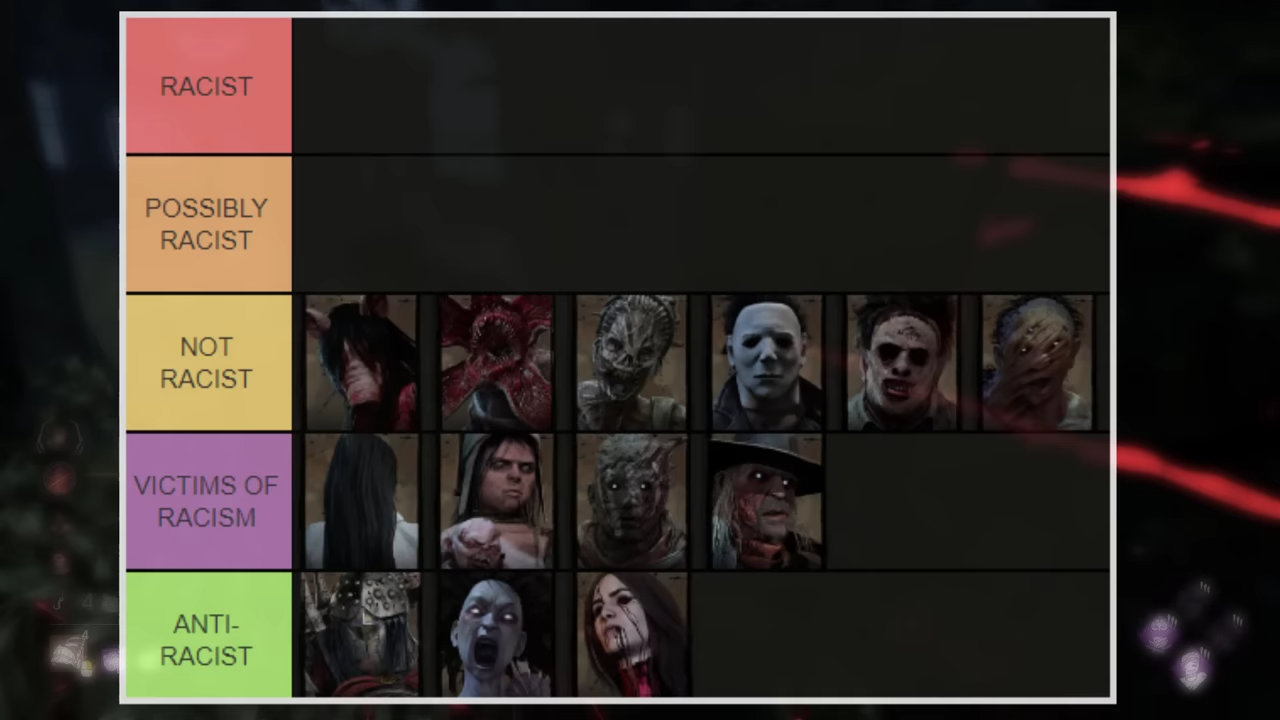 RACIST
POSSIBLY
RACIST
NOT
RACIST
VICTIMS OF
RACISM
ANTI-
RACIST